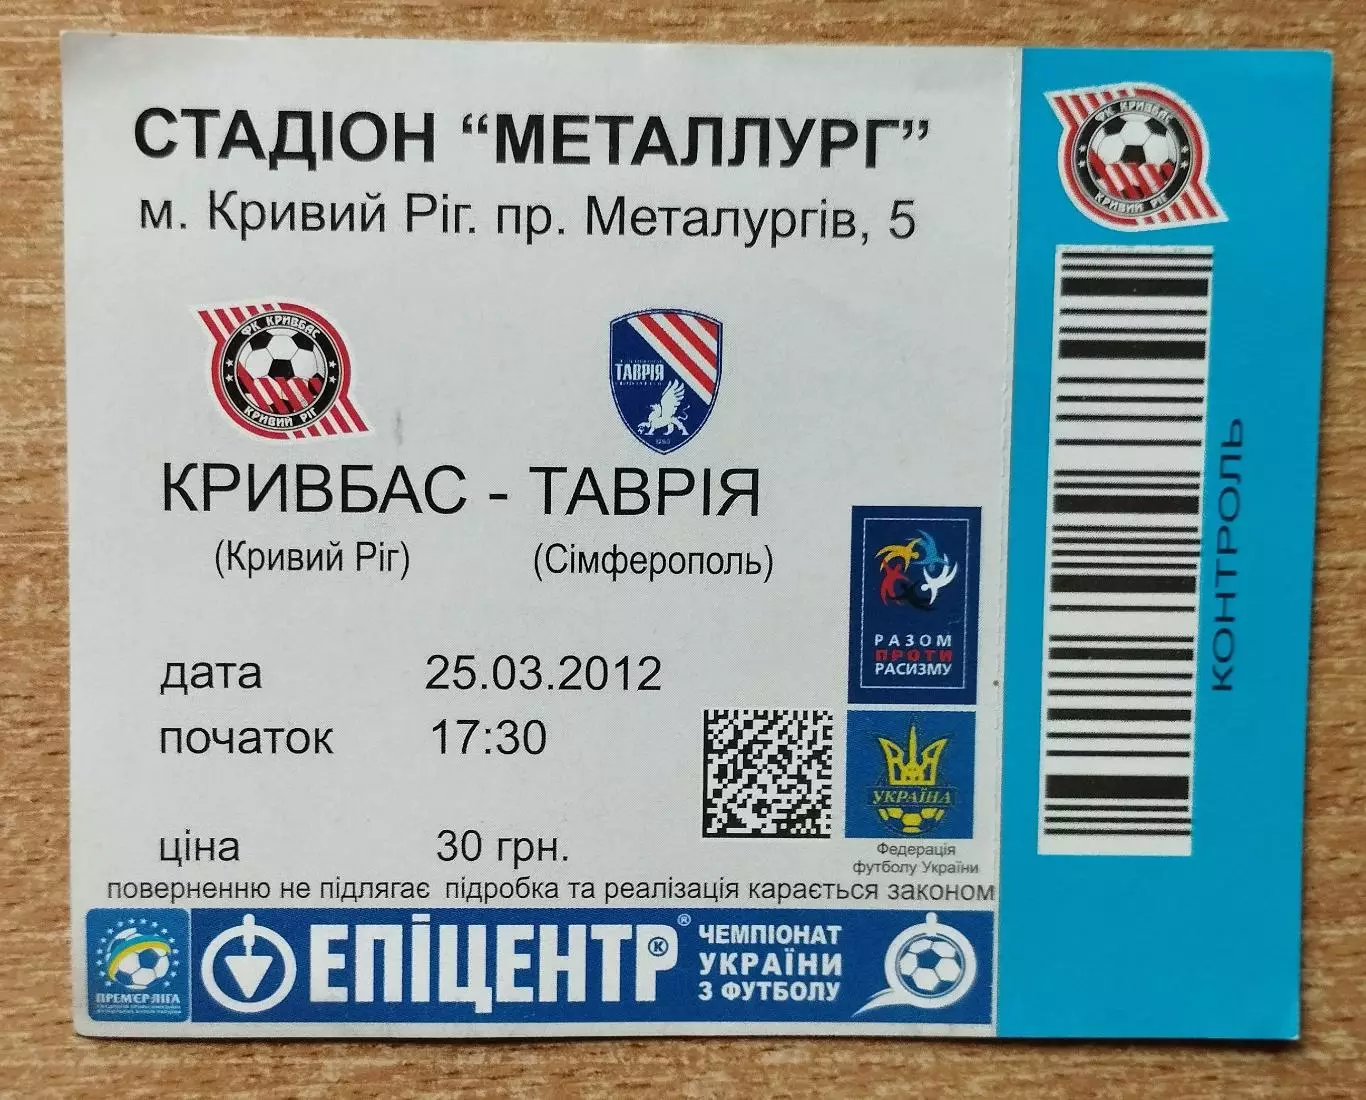 СТАДІОН “МЕТАЛЛУРГ”
м. Кривий Ріг. пр. Металургів, 5
ФК КРИВБАС
КРИВИЙ РІГ
ТАВРІЯ
КРИВБАС - ТАВРІЯ
(Кривий Ріг) (Сімферополь)
дата 25.03.2012
початок 17:30
ціна 30 грн.
РАЗОМ
ПРОТИ
РАСИЗМУ
УКРАЇНА
Федерація
футболу України
поверненню не підлягає підробка та реалізація карається законом
ПРЕМ'ЄР-ЛІГА
ЕПІЦЕНТР К ®
ЧЕМПІОНАТ
УКРАЇНИ
З ФУТБОЛУ
ФК КРИВБАС
КРИВИЙ РІГ
КОНТРОЛЬ